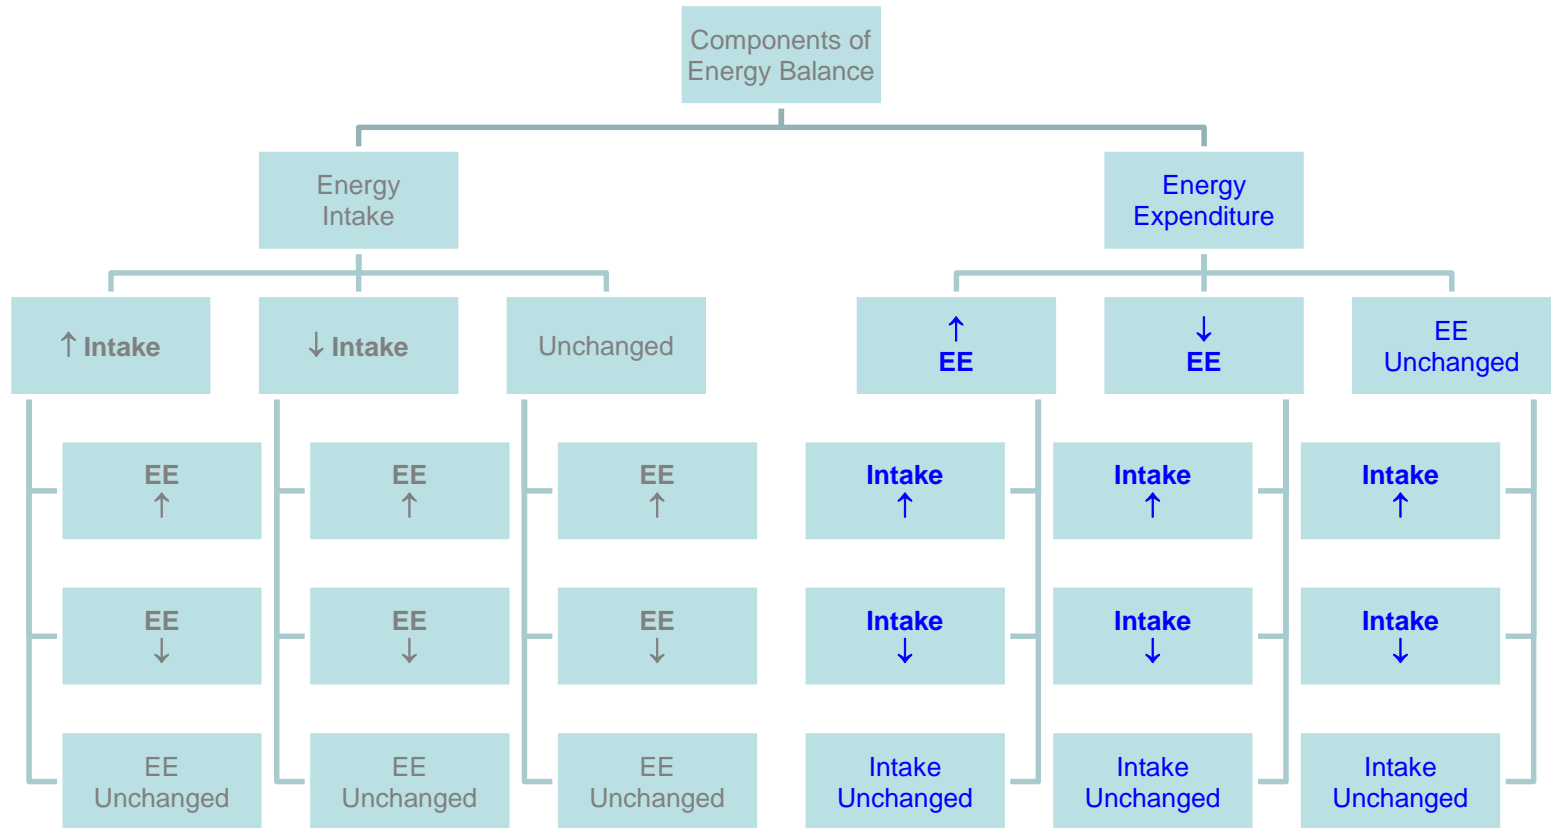 Components of
Energy Balance
Energy
Intake
Energy
Expenditure
↑ Intake
↓ Intake
Unchanged
↑
EE
↓
EE
EE
Unchanged
EE
↑
EE
↑
EE
↑
Intake
↑
Intake
↑
Intake
↑
EE
↓
EE
↓
EE
↓
Intake
↓
Intake
↓
Intake
↓
EE
Unchanged
EE
Unchanged
EE
Unchanged
Intake
Unchanged
Intake
Unchanged
Intake
Unchanged